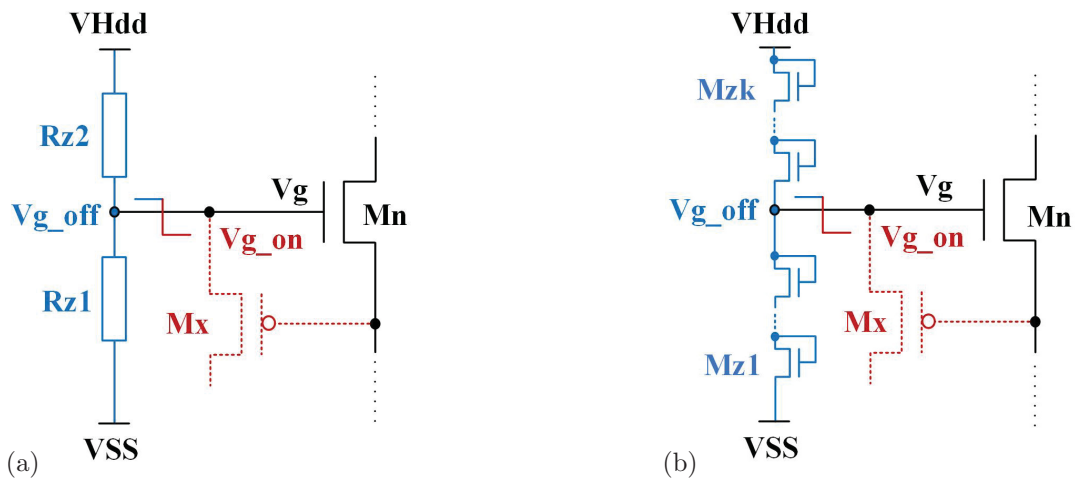 VHdd
Rz2
Vg
Vg_off
Mn
Vg_on
Rz1
Mx
VSS
(a)
VHdd
Mzk
Vg
Vg_off
Mn
Vg_on
Mx
Mz1
VSS
(b)